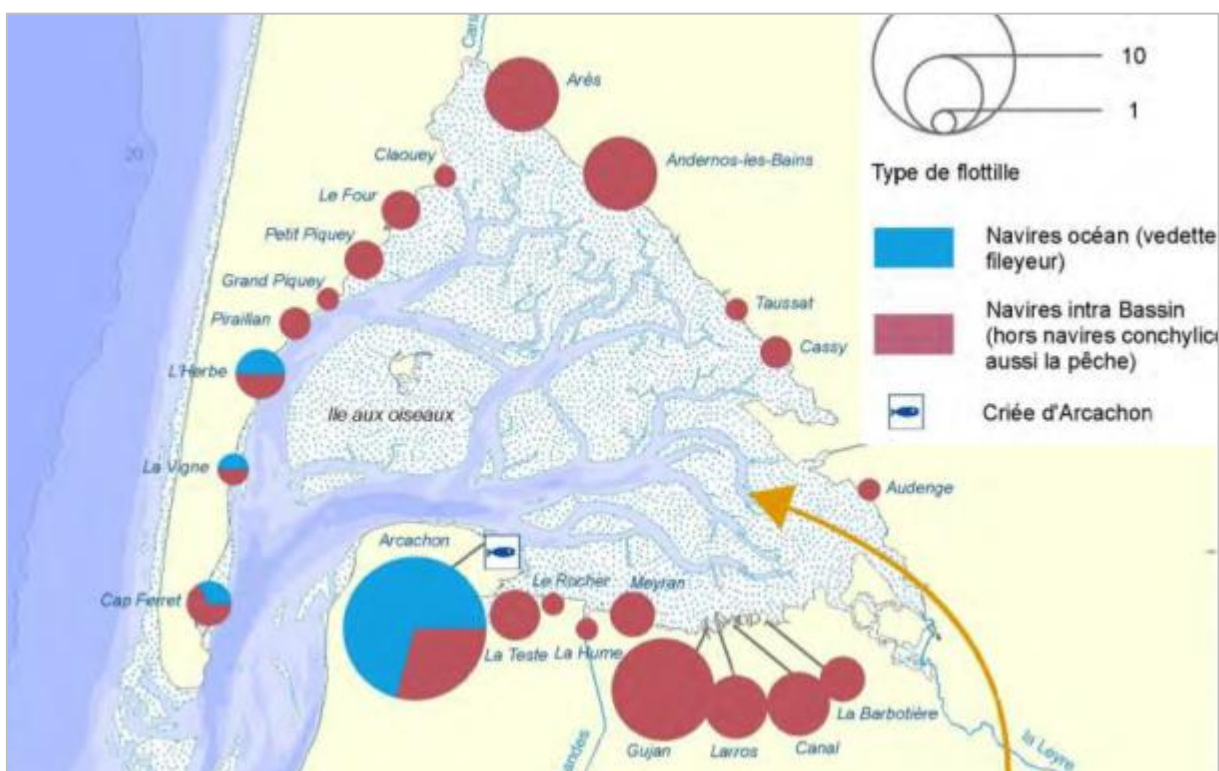 Arès
Andernos-les-Bains
Claouey
Le Four
Petit Piquey
Grand Piquey
Piraillan
L'Herbe
La Vigne
Cap Ferret
Ile aux oiseaux
Taussat
Cassy
Audenge
Arcachon
Le Rocher
Meyran
La Teste
La Hume
Gujan
Larros
Canal
La Barbotière
la Leyre
20
10
1
Type de flottille
Navires océan (vedette
fileyeur)
Navires intra Bassin
(hors navires conchylic
aussi la pêche)
Criée d'Arcachon